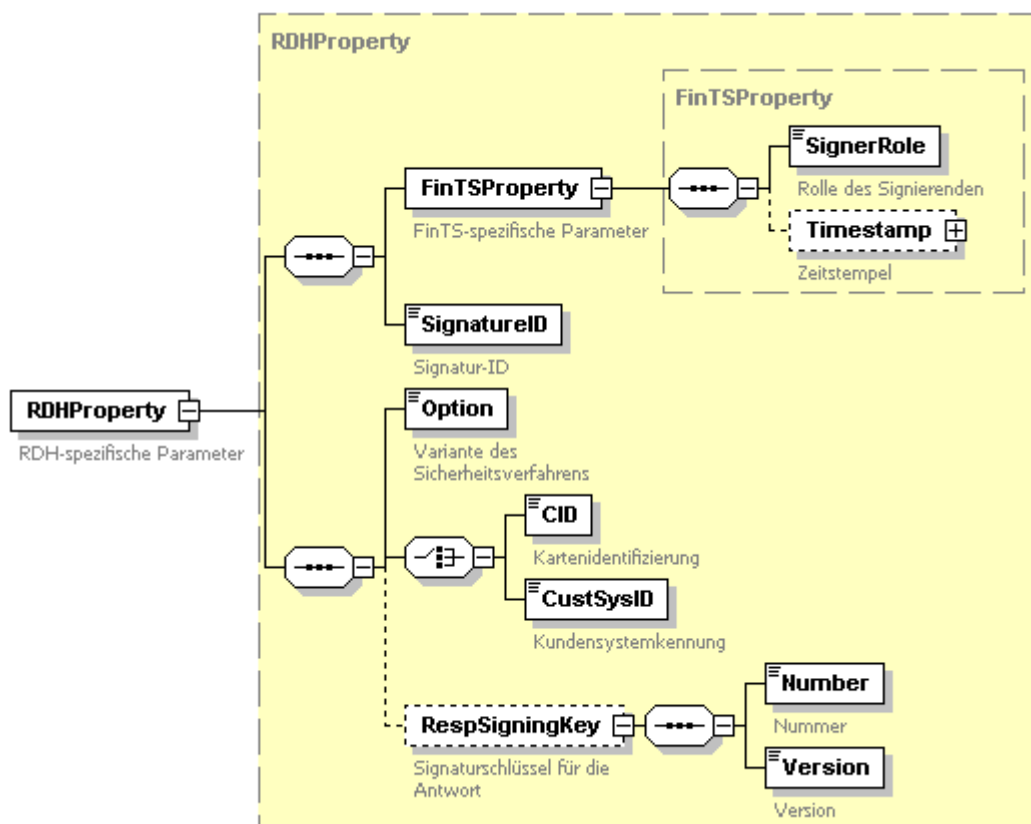 RDHProperty
FinTSProperty
SignerRole
Rolle des Signierenden
FinTSProperty
FinTS-spezifische Parameter
Timestamp
Zeitstempel
SignatureID
Signatur-ID
RDHProperty
RDH-spezifische Parameter
Option
Variante des
Sicherheitsverfahrens
CID
Kartenidentifizierung
CustSysID
Kundensystemkennung
RespSigningKey
Signaturschlüssel für die
Antwort
Number
Nummer
Version
Version